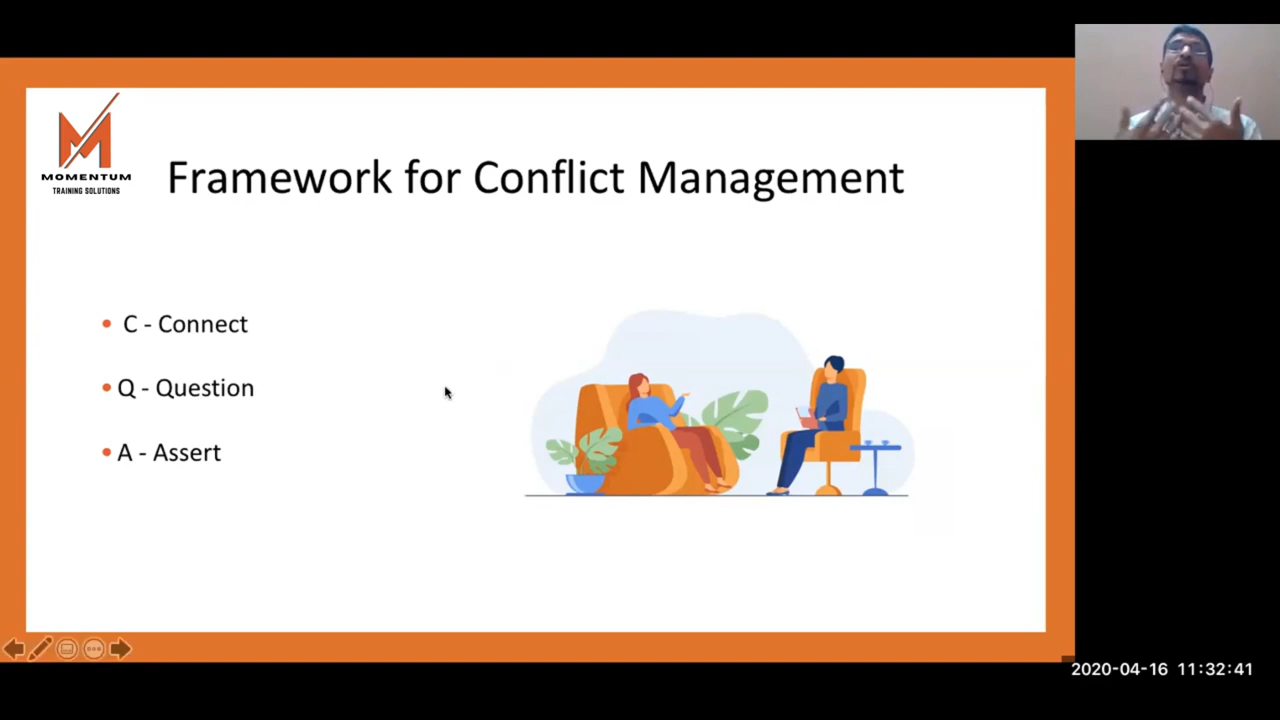 MOMENTUM
TRAINING SOLUTIONS
Framework for Conflict Management
• C - Connect
• Q - Question
• A - Assert
2020-04-16 11:32:41